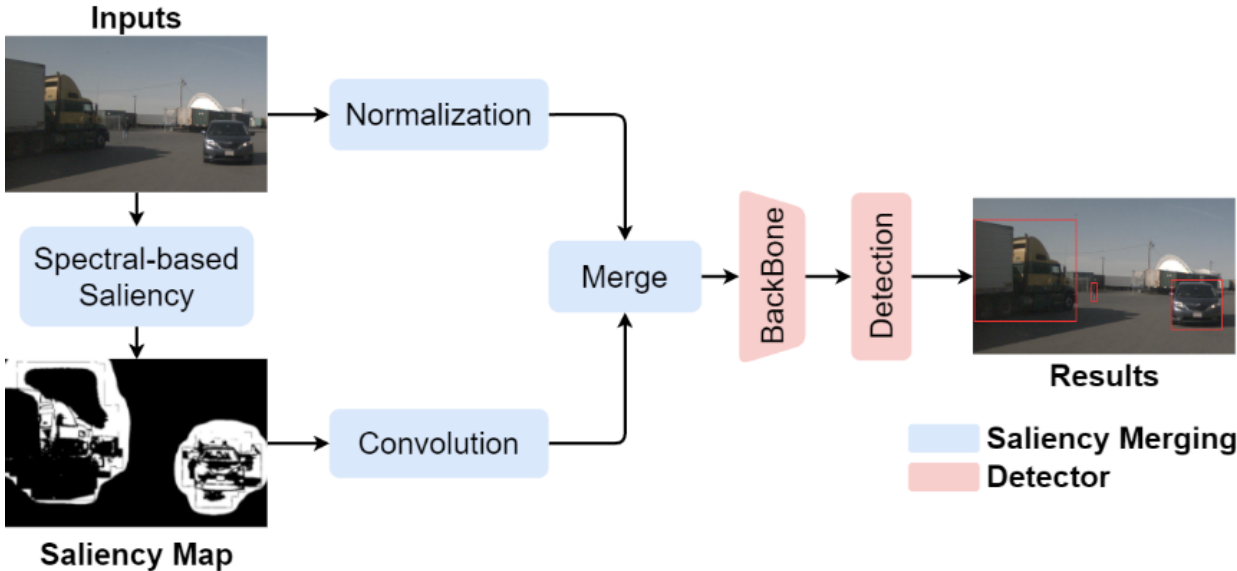 Inputs
Normalization
Spectral-based
Saliency
Merge
BackBone
Detection
Convolution
Saliency Map
Results
Saliency Merging
Detector